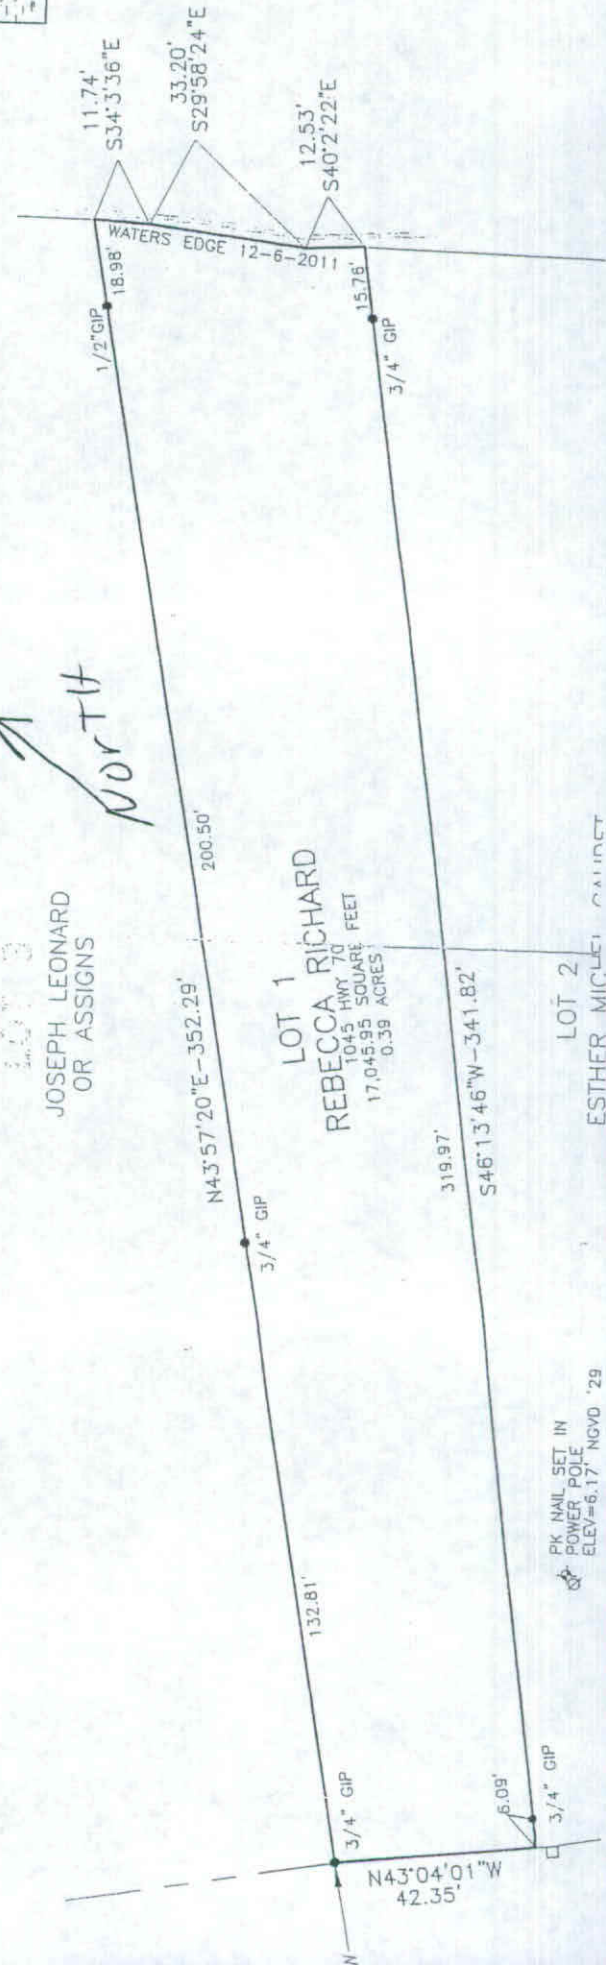 11.74'
S34°3'36"E
33.20'
S29°58'24"E
12.53'
S40°2'22"E
WATERS EDGE 12-6-2011
18.98'
1/2"GIP
15.76'
3/4" GIP
NorTH
JOSEPH LEONARD
OR ASSIGNS
200.50'
N43°57'20"E-352.29'
LOT 1
REBECCA RICHARD
1045 HWY 70
17,045.95 SQUARE FEET
0.39 ACRES
319.97'
S46°13'46"W-341.82'
LOT 2
ESTHER MICHEL
3/4" GIP
132.81'
PK NAIL SET IN
POWER POLE
ELEV=6.17' NGVD '29
3/4" GIP
6.09'
3/4" GIP
N43°04'01"W
42.35'